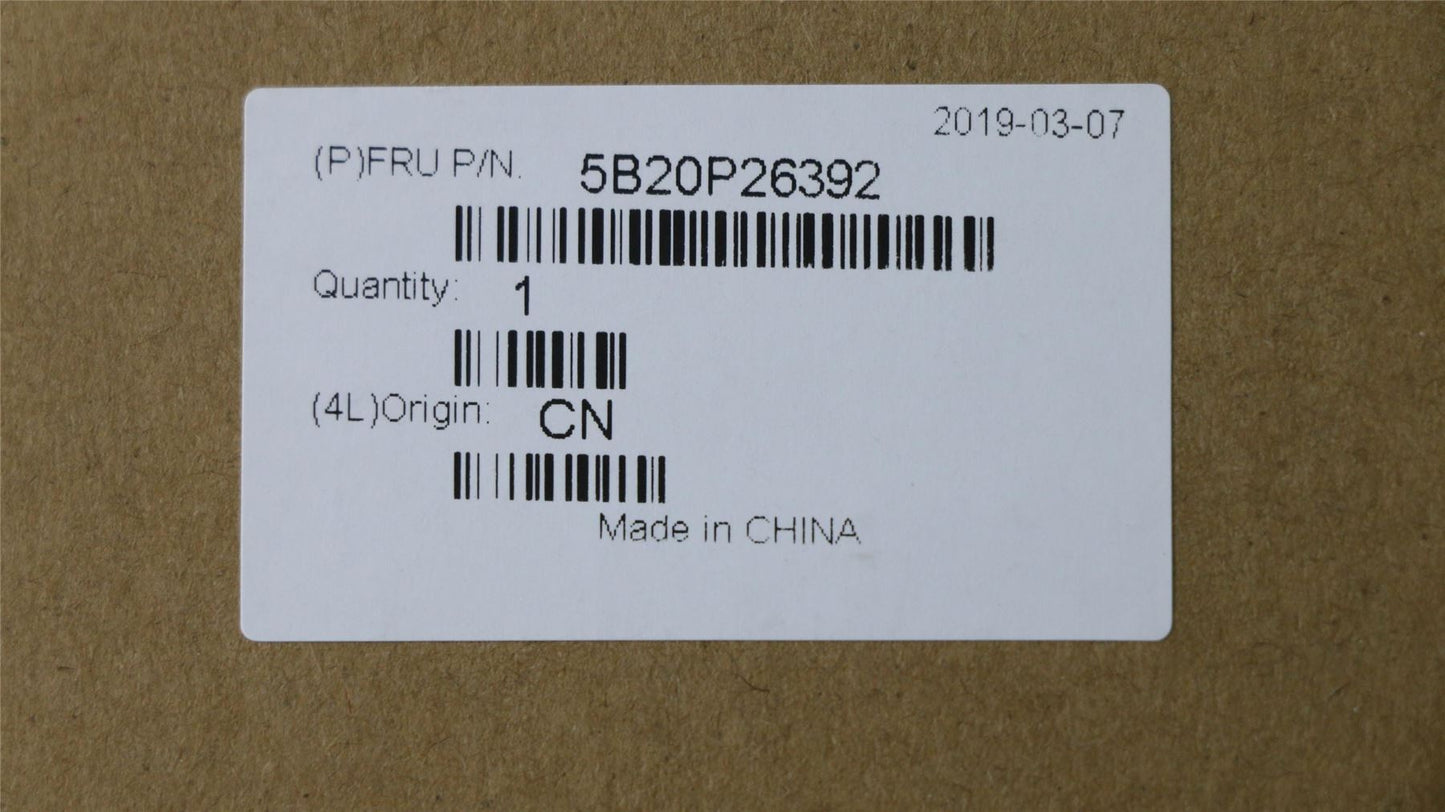 2019-03-07
(P)FRU P/N. 5B20P26392
Quantity: 1
(4L)Origin: CN
Made in CHINA